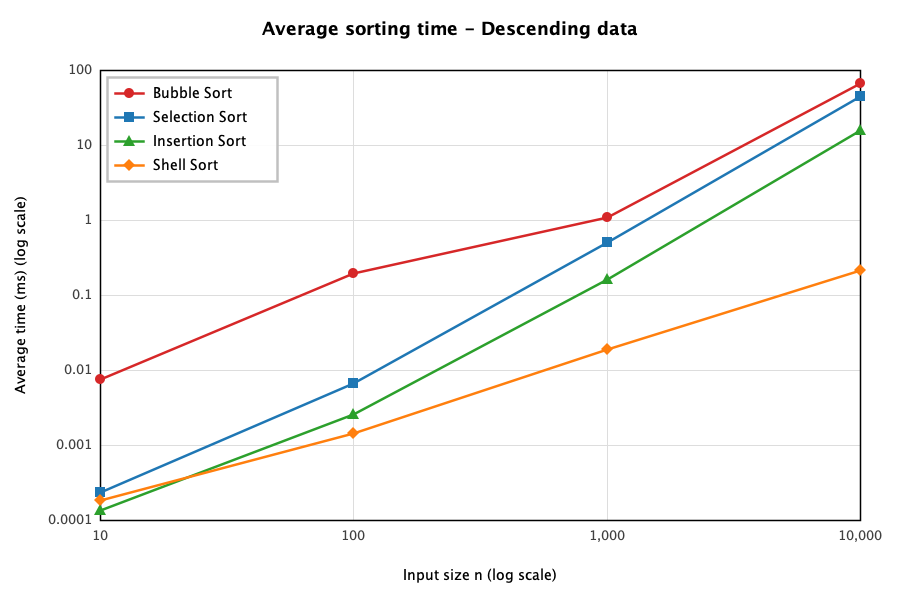 Average sorting time – Descending data
100
10
1
0.1
0.01
0.001
0.0001
Average time (ms) (log scale)
Bubble Sort
Selection Sort
Insertion Sort
Shell Sort
10
100
1,000
10,000
Input size n (log scale)